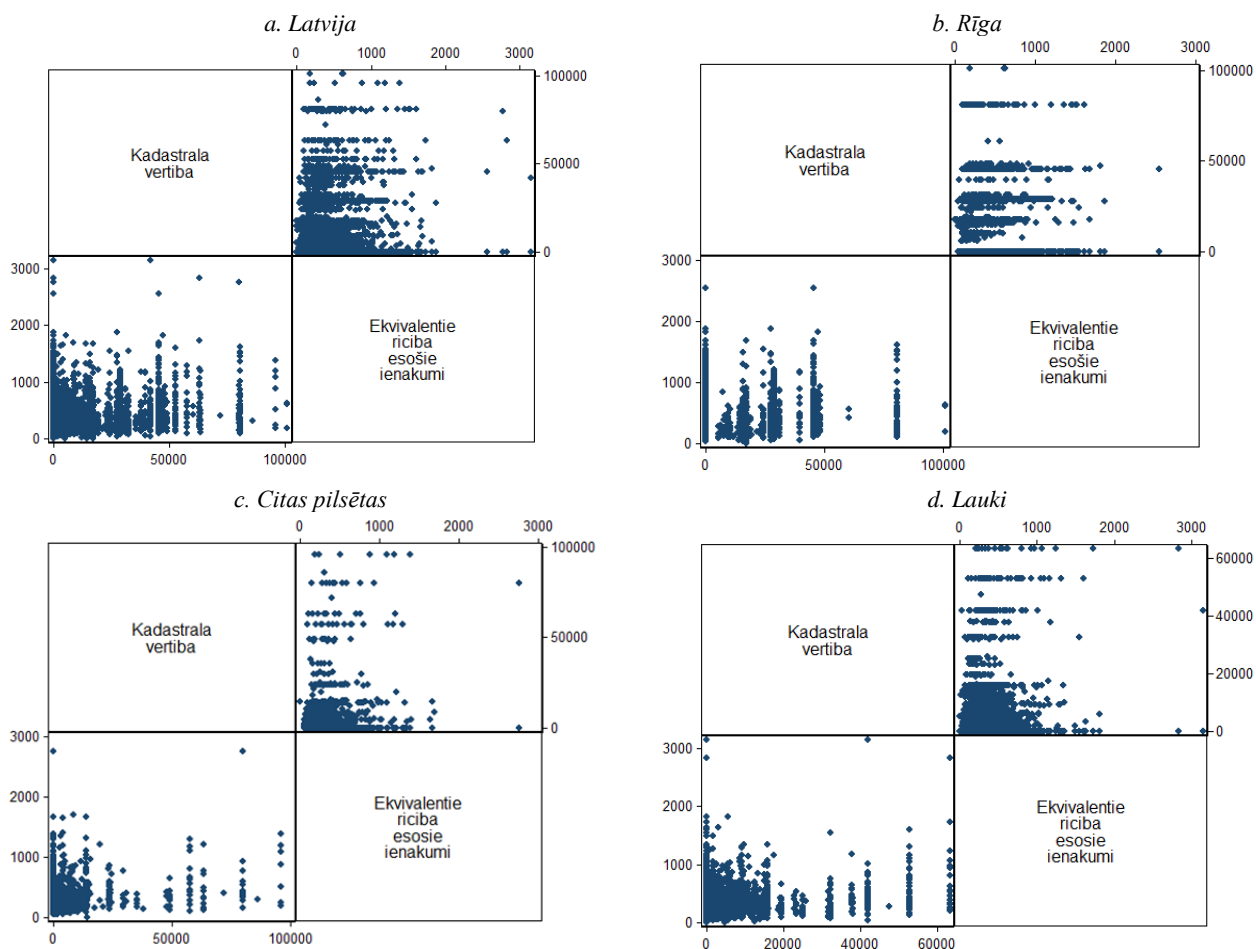 a. Latvija
0 1000 2000 3000
100000
50000
0
Kadastrala
vertiba
3000
2000
1000
0
Ekvivalentie
riciba
esošie
ienakumi
0 50000 100000
b. Rīga
0 1000 2000 3000
100000
50000
0
Kadastrala
vertiba
3000
2000
1000
0
Ekvivalentie
riciba
esošie
ienakumi
0 50000 100000
c. Citas pilsētas
0 1000 2000 3000
100000
50000
0
Kadastrala
vertiba
3000
2000
1000
0
Ekvivalentie
riciba
esosie
ienakumi
0 50000 100000
d. Lauki
0 1000 2000 3000
60000
40000
20000
0
Kadastrala
vertiba
3000
2000
1000
0
Ekvivalentie
riciba
esosie
ienakumi
0 20000 40000 60000